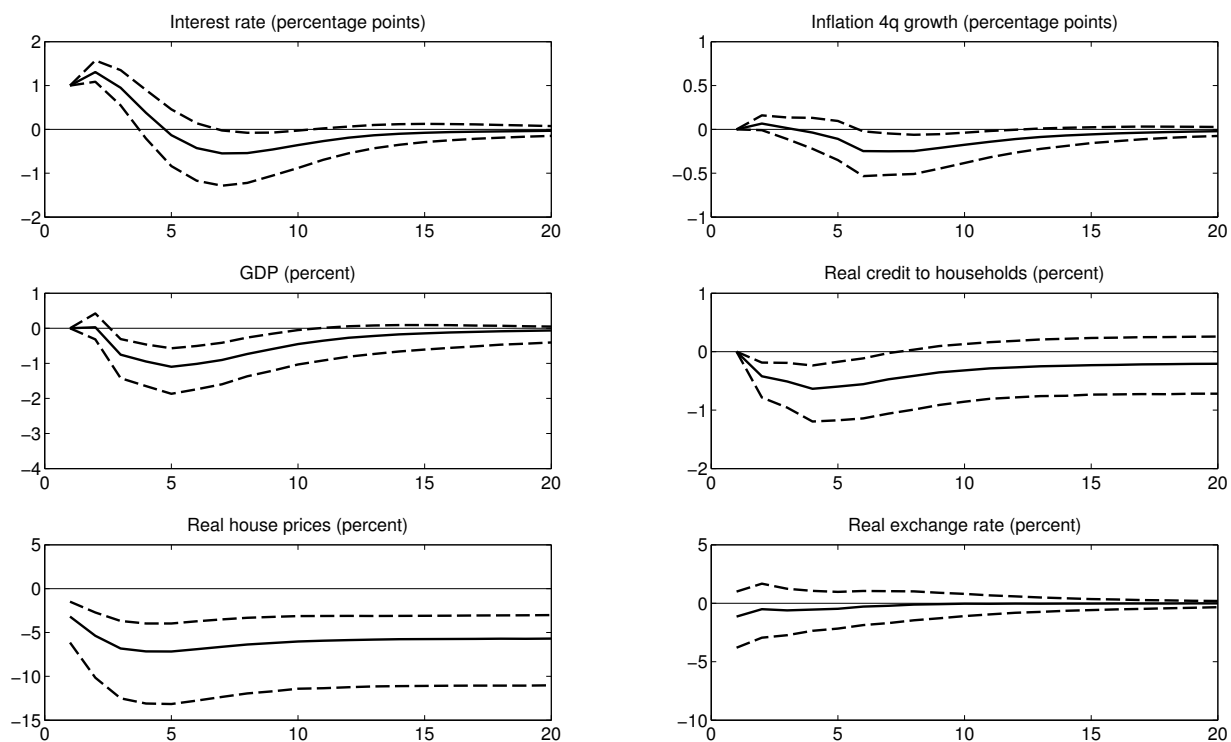 Interest rate (percentage points)
2
1
0
−1
−2
0 5 10 15 20
Inflation 4q growth (percentage points)
1
0.5
0
−0.5
−1
0 5 10 15 20
GDP (percent)
1
0
−1
−2
−3
−4
0 5 10 15 20
Real credit to households (percent)
1
0
−1
−2
0 5 10 15 20
Real house prices (percent)
5
0
−5
−10
−15
0 5 10 15 20
Real exchange rate (percent)
5
0
−5
−10
0 5 10 15 20